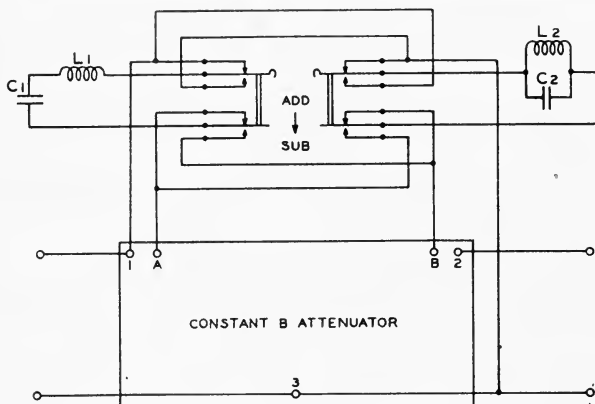 L1
C1
L2
C2
ADD
SUB
1 A B 2
CONSTANT B ATTENUATOR
3